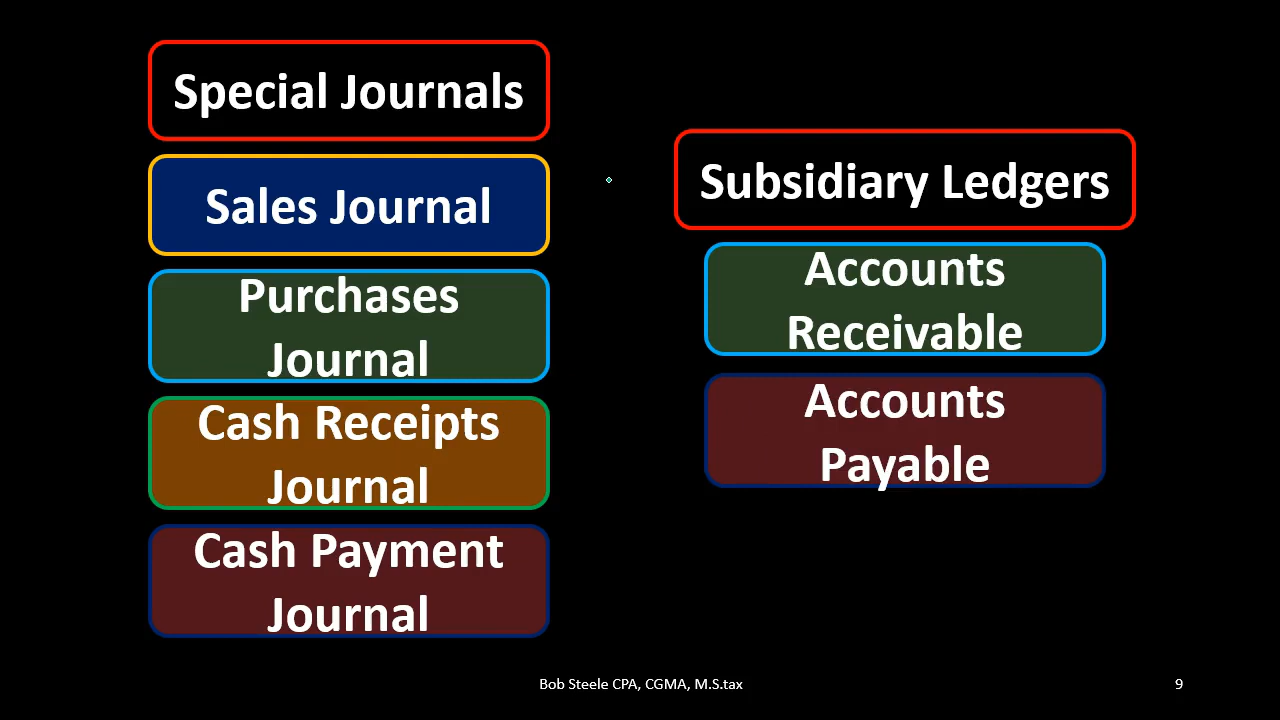 Special Journals
Sales Journal
Purchases
Journal
Cash Receipts
Journal
Cash Payment
Journal
Subsidiary Ledgers
Accounts
Receivable
Accounts
Payable
Bob Steele CPA, CGMA, M.S.tax
9